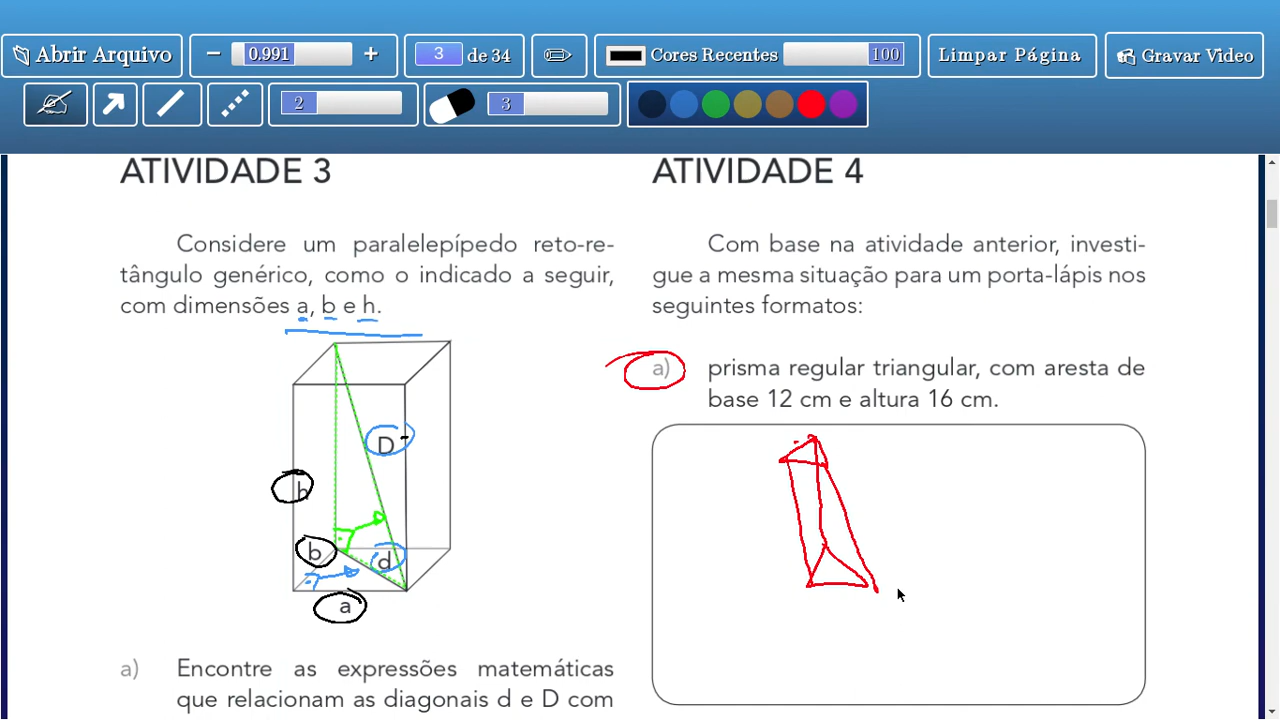 Abrir Arquivo
− 0.991 +
3 de 34
Cores Recentes 100
Limpar Página
Gravar Video
2
3
ATIVIDADE 3
Considere um paralelepípedo reto-re-
tângulo genérico, como o indicado a seguir,
com dimensões a, b e h.
D
h
b
d
a
a) Encontre as expressões matemáticas
que relacionam as diagonais d e D com
ATIVIDADE 4
Com base na atividade anterior, investi-
gue a mesma situação para um porta-lápis nos
seguintes formatos:
a) prisma regular triangular, com aresta de
base 12 cm e altura 16 cm.